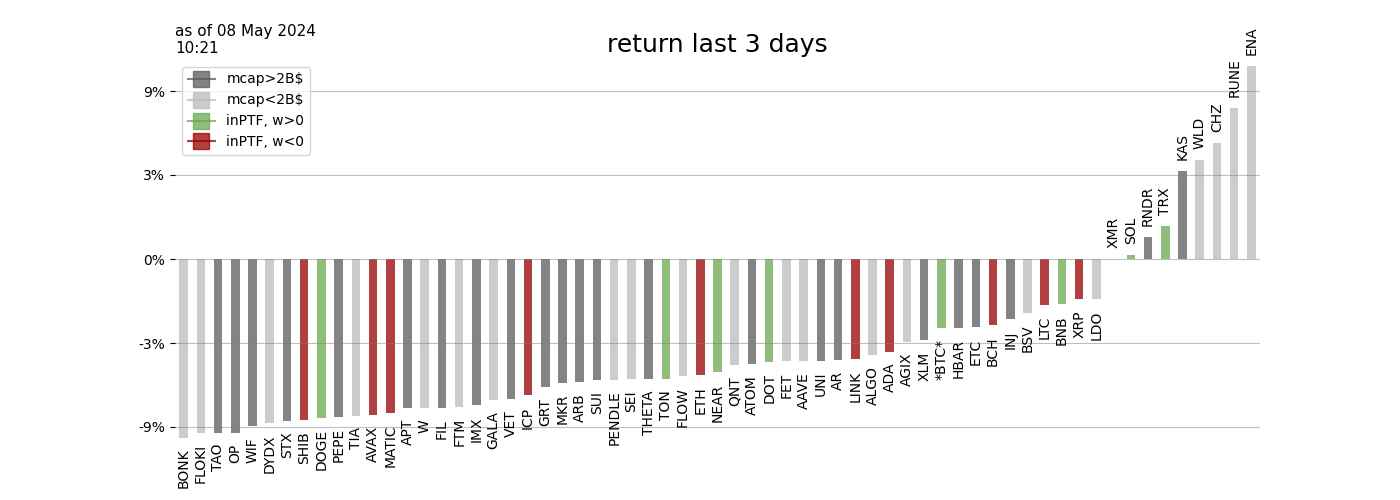 as of 08 May 2024
10:21
return last 3 days
mcap>2B$
mcap<2B$
inPTF, w>0
inPTF, w<0
9%
3%
0%
-3%
-9%
BONK
FLOKI
TAO
OP
WIF
DYDX
STX
SHIB
DOGE
PEPE
TIA
AVAX
MATIC
APT
W
FIL
FTM
IMX
GALA
VET
ICP
GRT
MKR
ARB
SUI
PENDLE
SEI
THETA
TON
FLOW
ETH
NEAR
QNT
ATOM
DOT
FET
AAVE
UNI
AR
LINK
ALGO
ADA
AGIX
XLM
*BTC*
HBAR
ETC
BCH
INJ
BSV
LTC
BNB
XRP
LDO
XMR
SOL
RNDR
TRX
KAS
WLD
CHZ
RUNE
ENA